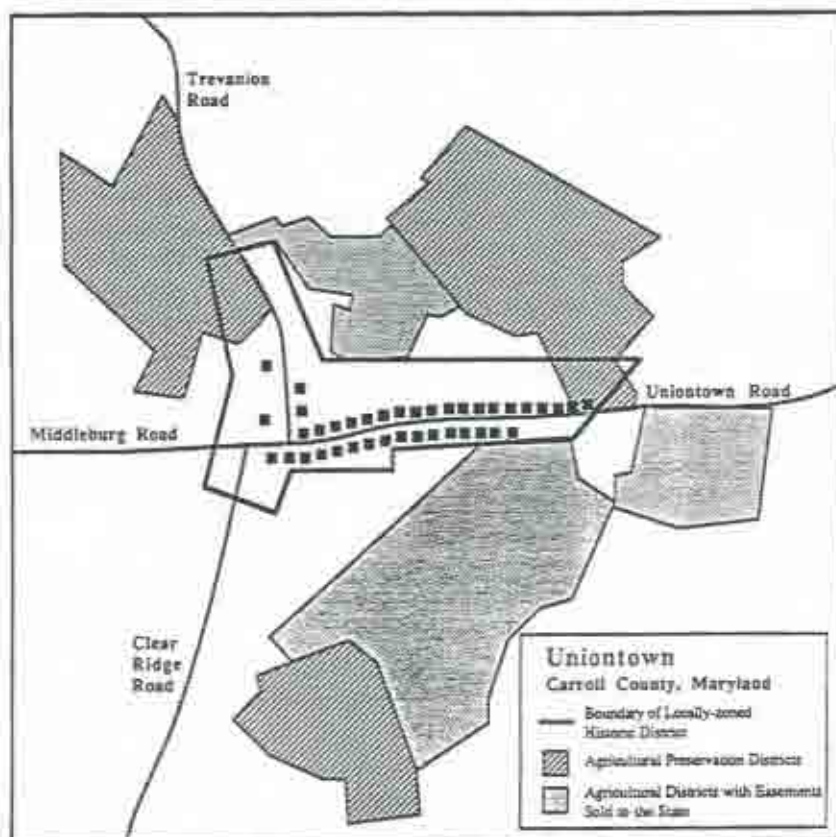 Trevanion
Road
Uniontown Road
Middleburg Road
Clear
Ridge
Road
Uniontown
Carroll County, Maryland
Boundary of Locally-zoned
Historic District
Agricultural Preservation Districts
Agricultural Districts with Easements
Sold to the State